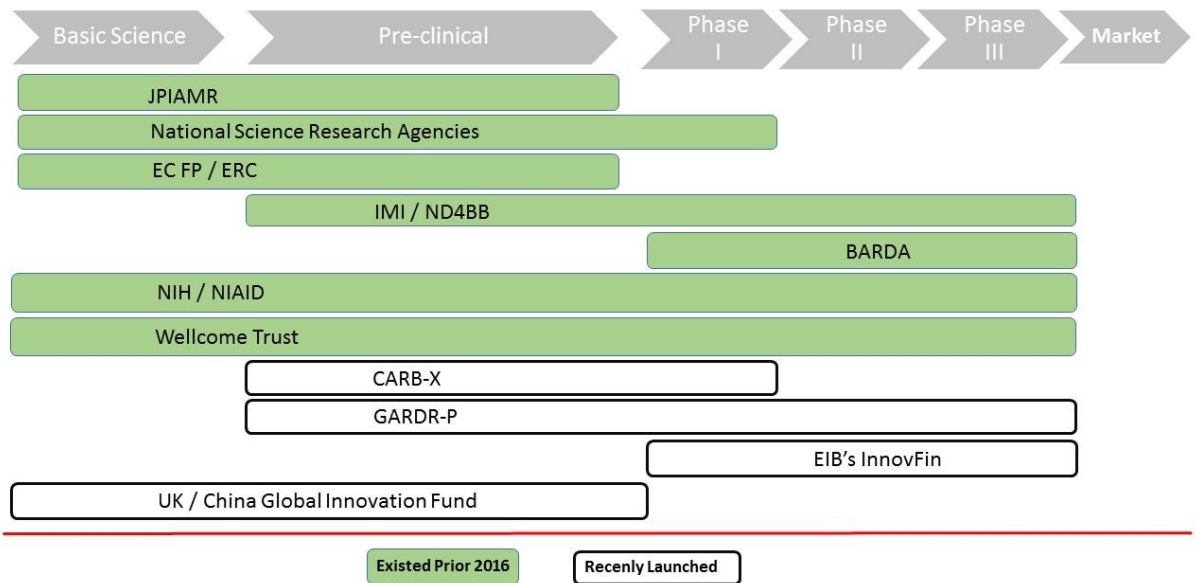 Basic Science
Pre-clinical
Phase
I
Phase
II
Phase
III
Market
JPIAMR
National Science Research Agencies
EC FP / ERC
IMI / ND4BB
BARDA
NIH / NIAID
Wellcome Trust
CARB-X
GARDR-P
EIB's InnovFin
UK / China Global Innovation Fund
Existed Prior 2016
Recenly Launched